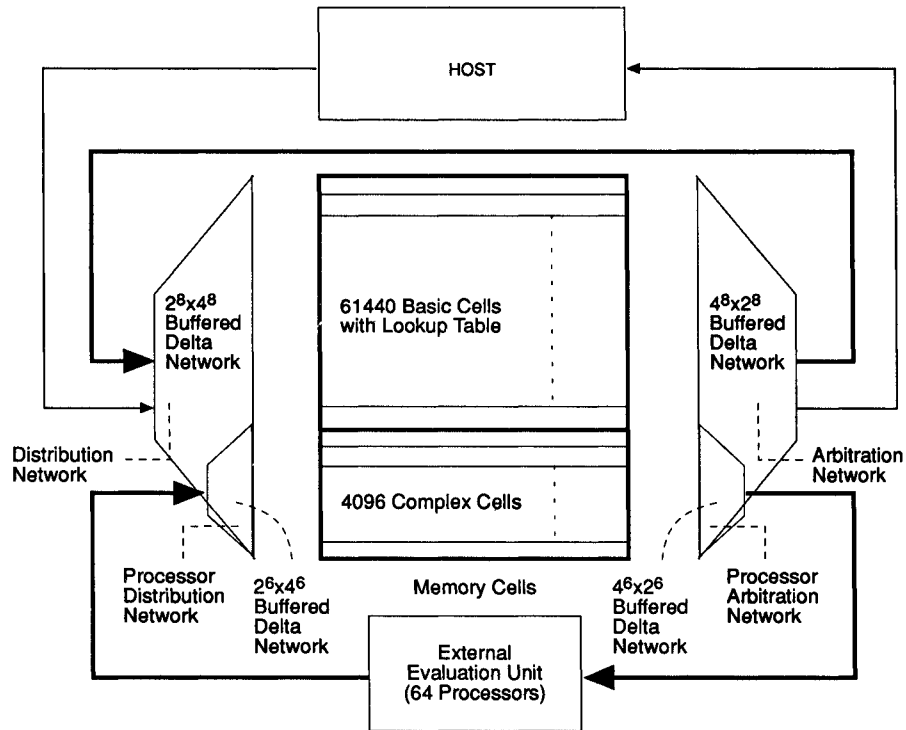 HOST
2⁸x4⁸
Buffered
Delta
Network
61440 Basic Cells
with Lookup Table
4⁸x2⁸
Buffered
Delta
Network
Distribution
Network
Arbitration
Network
4096 Complex Cells
Processor
Distribution
Network
2⁶x4⁶
Buffered
Delta
Network
Memory Cells
4⁶x2⁶
Buffered
Delta
Network
Processor
Arbitration
Network
External
Evaluation Unit
(64 Processors)